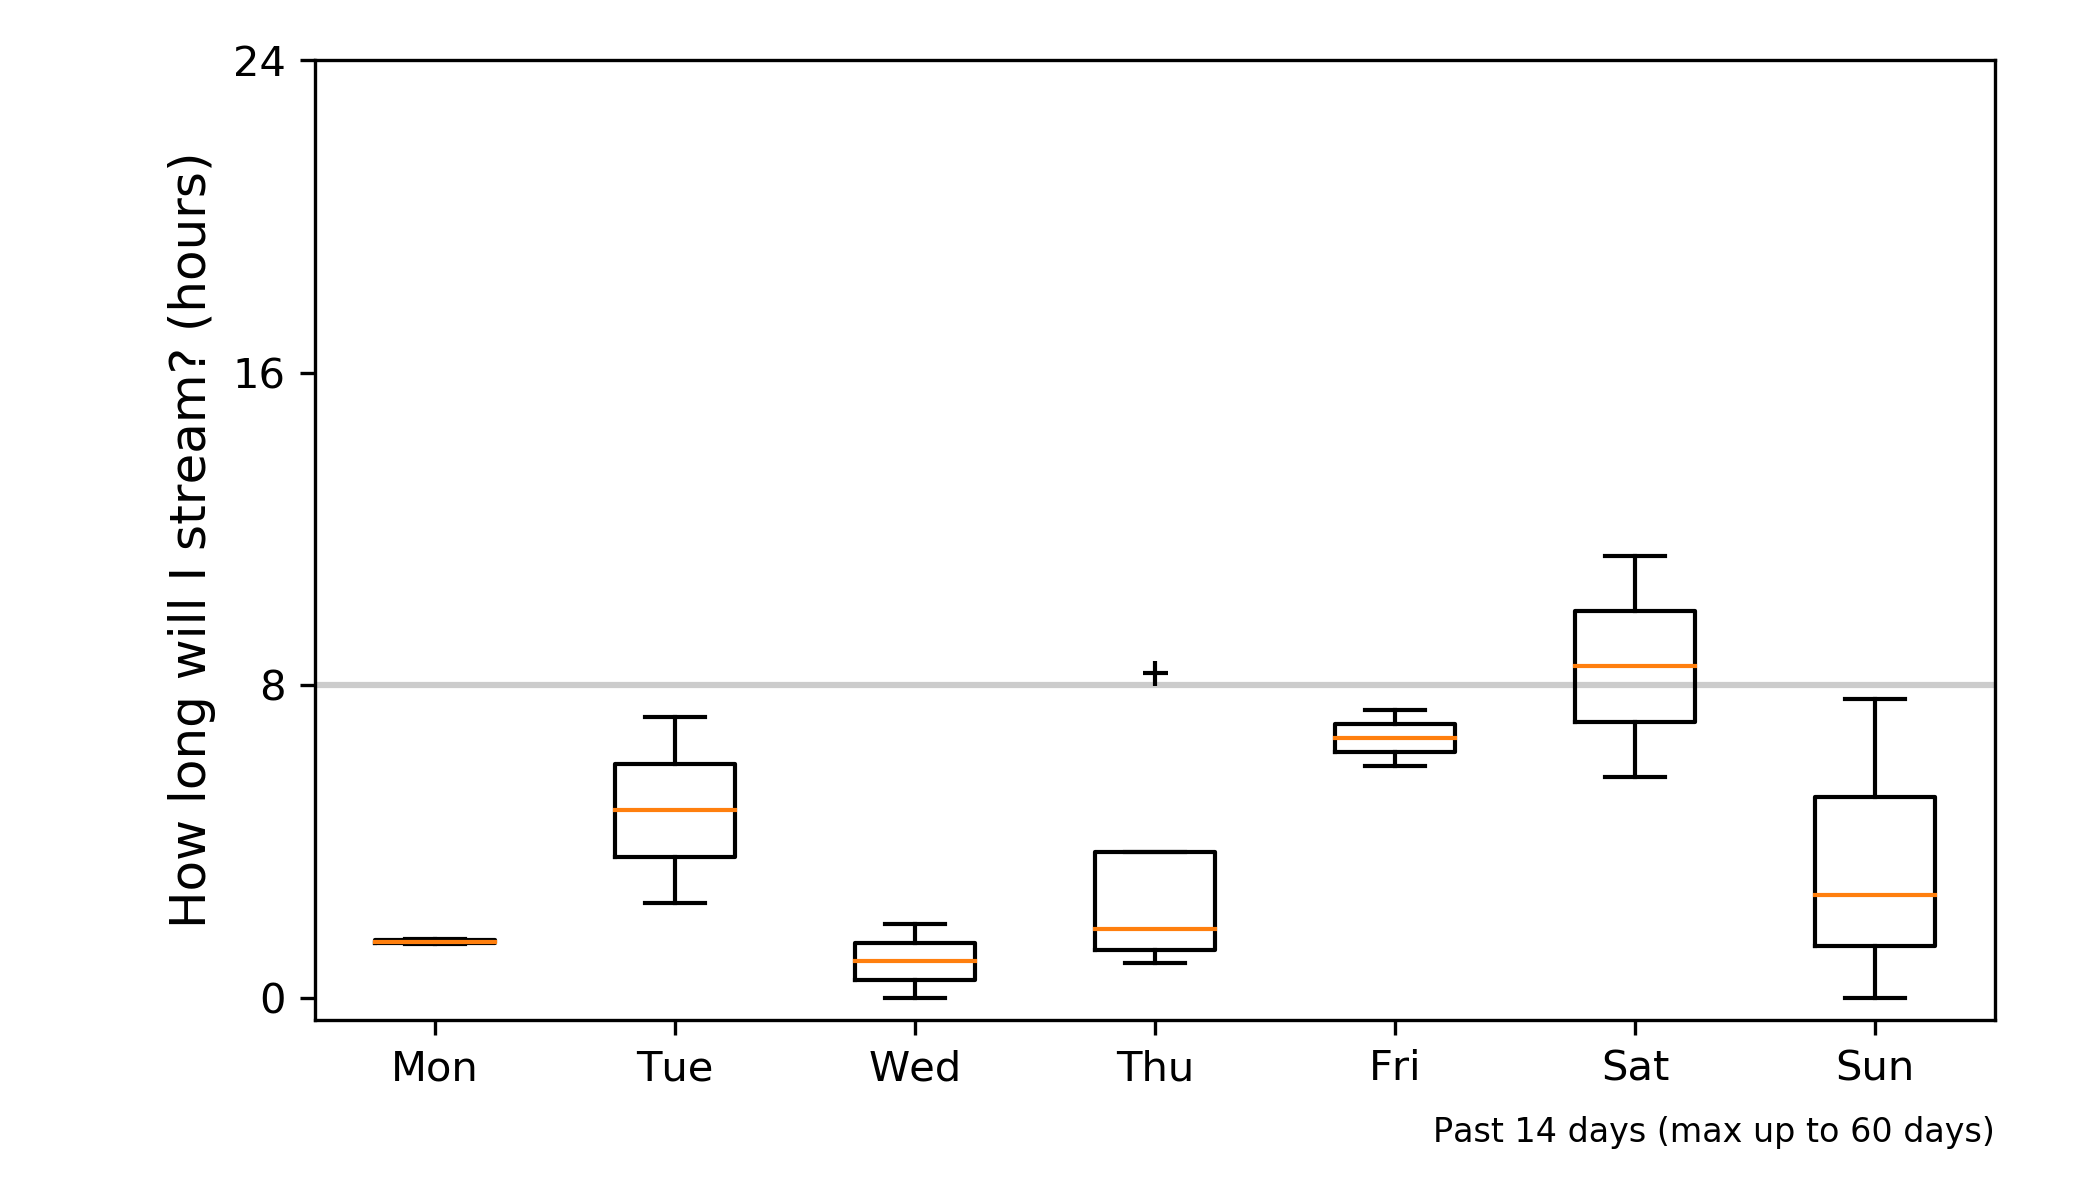 How long will I stream? (hours)
24
16
8
0
Mon Tue Wed Thu Fri Sat Sun
Past 14 days (max up to 60 days)